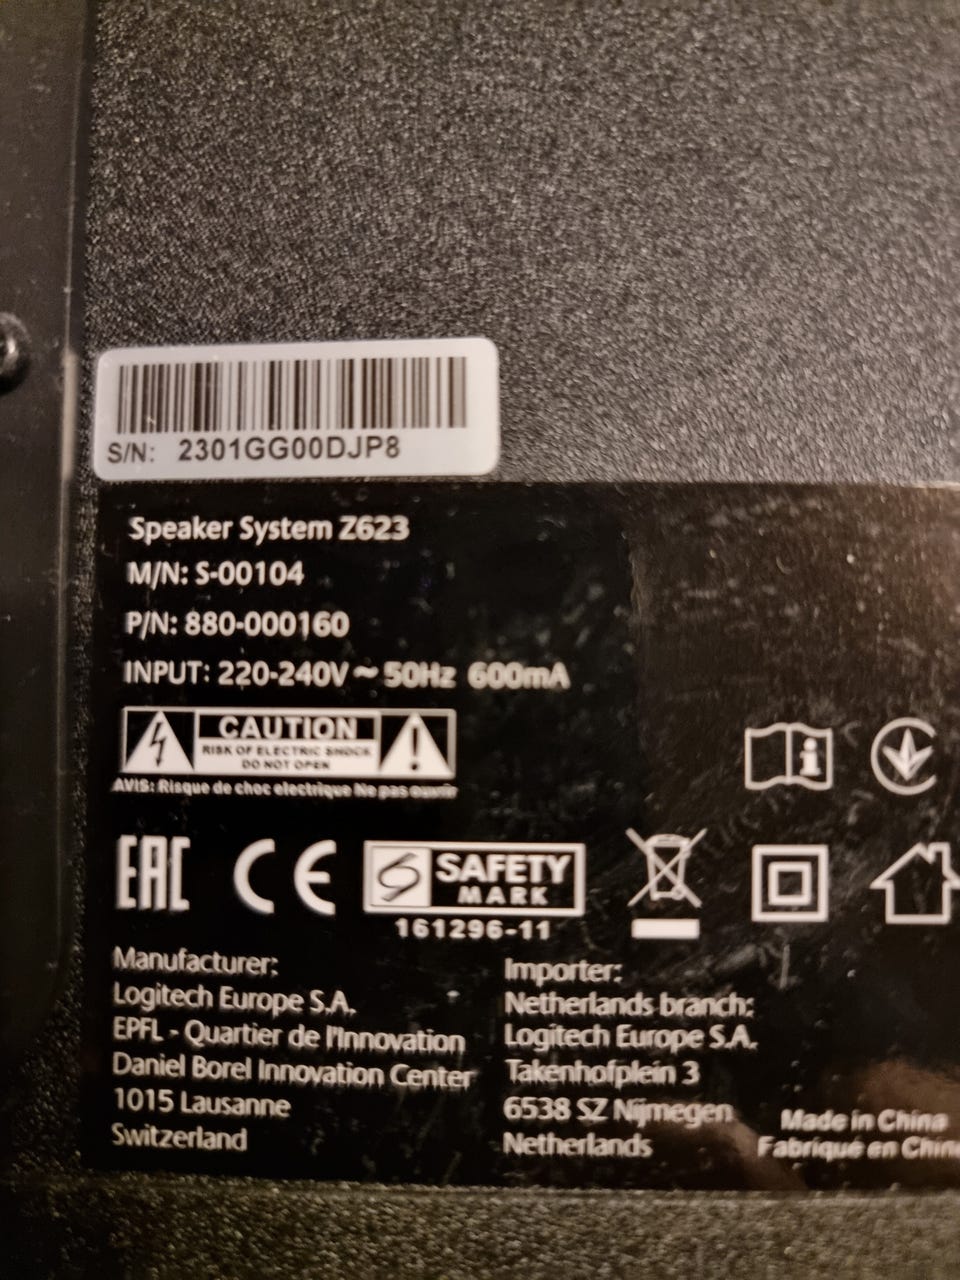 S/N: 2301GG00DJP8
Speaker System Z623
M/N: S-00104
P/N: 880-000160
INPUT: 220-240V ~ 50Hz 600mA
CAUTION
RISK OF ELECTRIC SHOCK
DO NOT OPEN
AVIS: Risque de choc electrique Ne pas ouvrir
EAC CE SAFETY
MARK
161296-11
Manufacturer:
Logitech Europe S.A.
EPFL - Quartier de l'Innovation
Daniel Borel Innovation Center
1015 Lausanne
Switzerland
Importer:
Netherlands branch:
Logitech Europe S.A.
Takenhofplein 3
6538 SZ Nijmegen
Netherlands
Made in China
Fabriqué en Chine